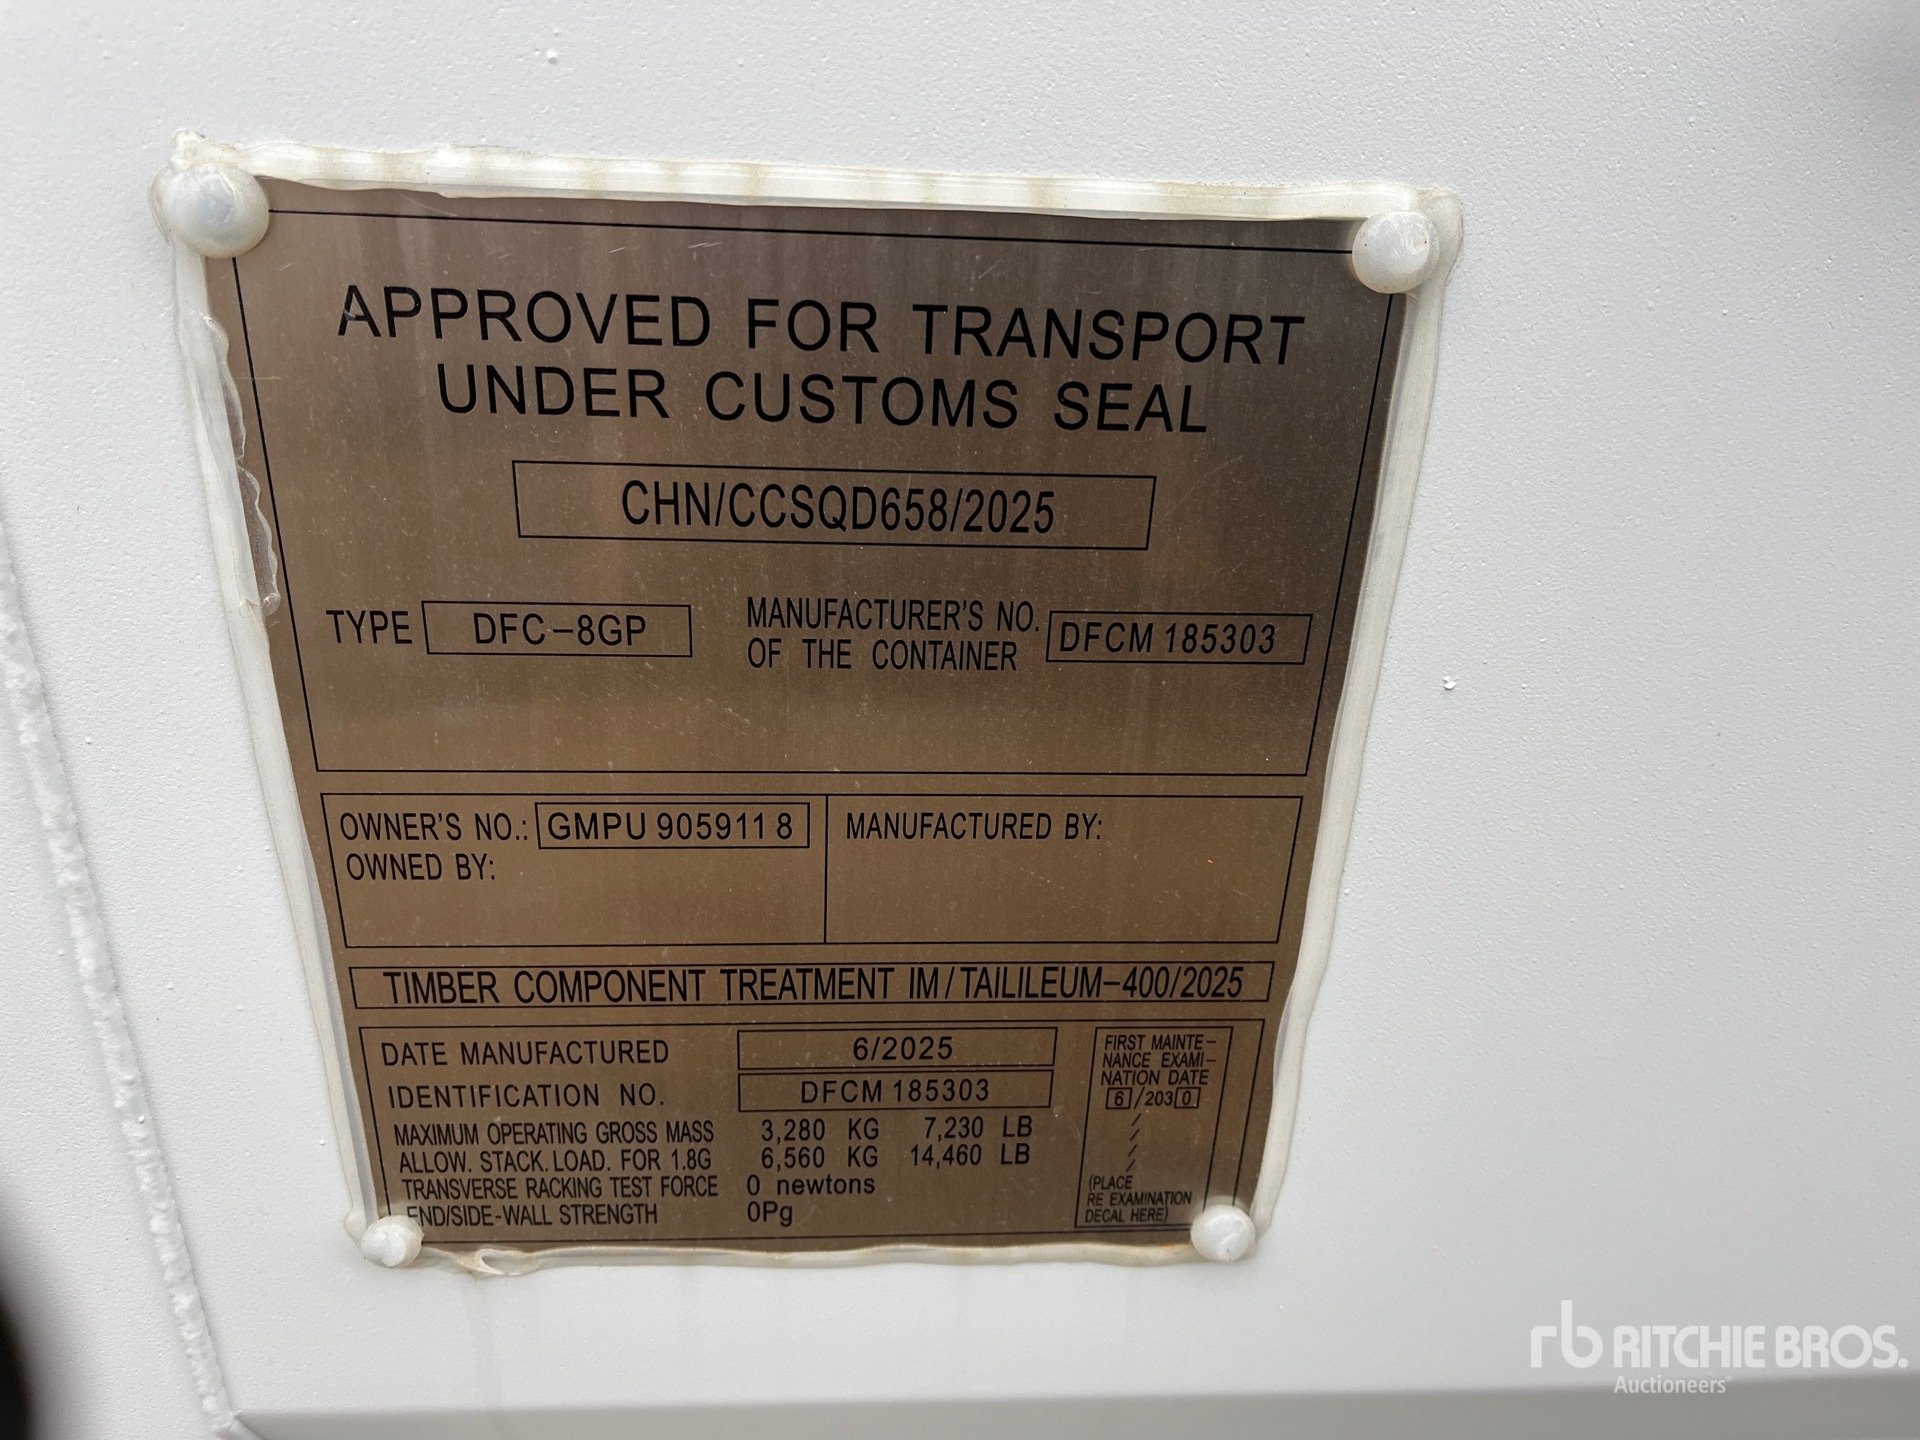 APPROVED FOR TRANSPORT
UNDER CUSTOMS SEAL
CHN/CCSQD658/2025
TYPE DFC-8GP
MANUFACTURER'S NO. OF THE CONTAINER DFCM 185303
OWNER'S NO.: GMPU 905911 8
OWNED BY:
MANUFACTURED BY:
TIMBER COMPONENT TREATMENT IM/TAILILEUM-400/2025
DATE MANUFACTURED 6/2025
IDENTIFICATION NO. DFCM 185303
MAXIMUM OPERATING GROSS MASS 3,280 KG 7,230 LB
ALLOW. STACK. LOAD. FOR 1.8G 6,560 KG 14,460 LB
TRANSVERSE RACKING TEST FORCE 0 newtons
END/SIDE-WALL STRENGTH 0Pg
FIRST MAINTE-
NANCE EXAMI-
NATION DATE
6/2030
/
/
/
/
(PLACE
RE EXAMINATION
DECAL HERE)
rb RITCHIE BROS.
Auctioneers